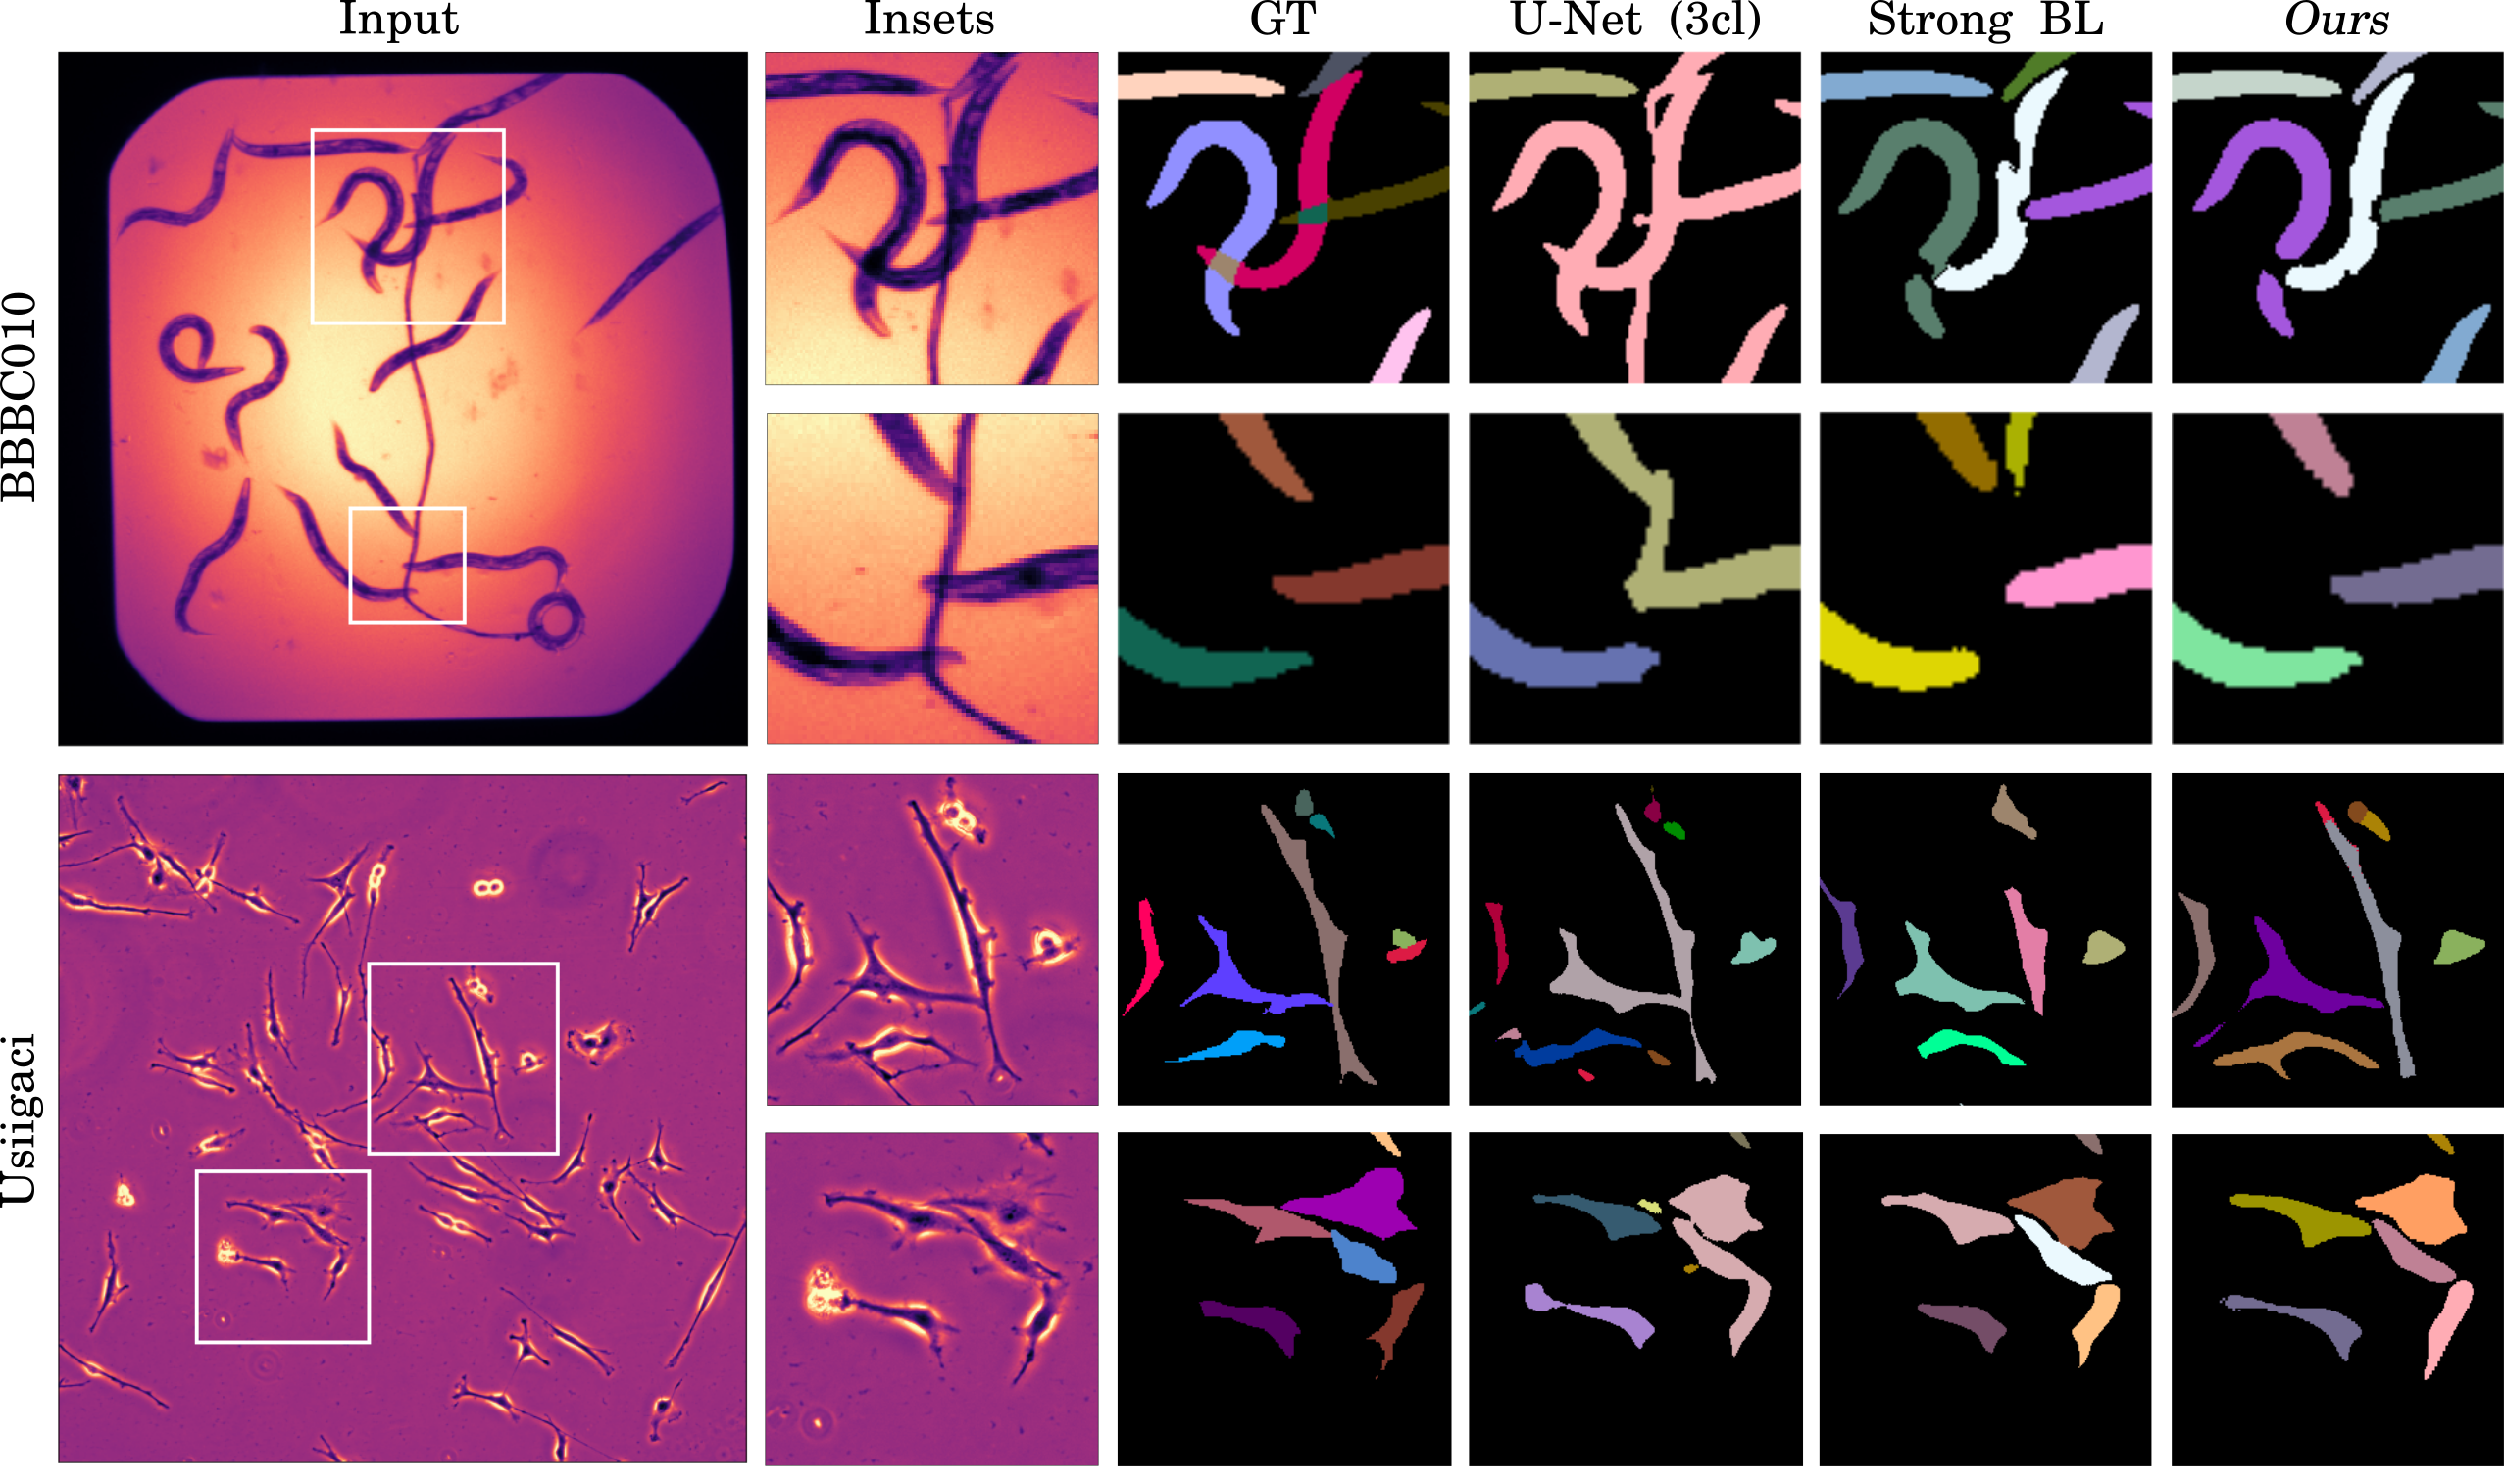 Input
Insets
GT
U-Net (3cl)
Strong BL
Ours
BBBC010
Usiigaci